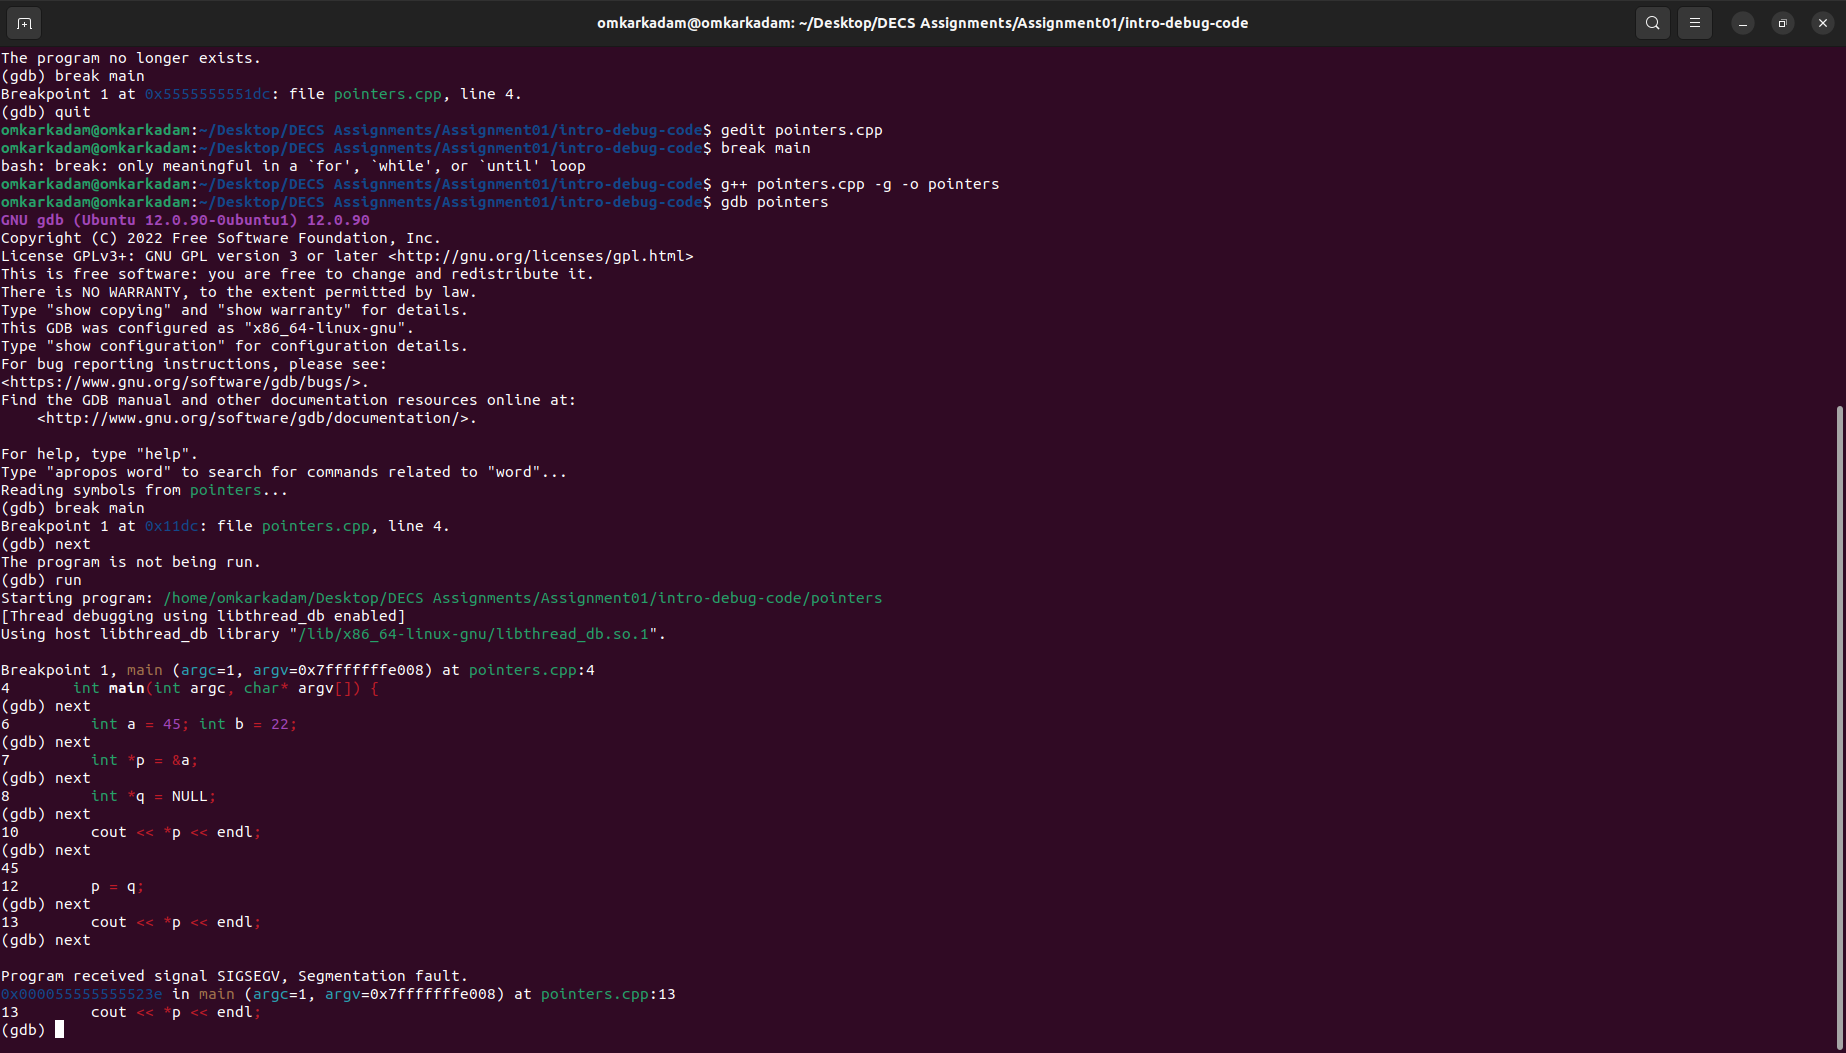 omkarkadam@omkarkadam: ~/Desktop/DECS Assignments/Assignment01/intro-debug-code
The program no longer exists.
(gdb) break main
Breakpoint 1 at 0x5555555551dc: file pointers.cpp, line 4.
(gdb) quit
omkarkadam@omkarkadam:~/Desktop/DECS Assignments/Assignment01/intro-debug-code$ gedit pointers.cpp
omkarkadam@omkarkadam:~/Desktop/DECS Assignments/Assignment01/intro-debug-code$ break main
bash: break: only meaningful in a `for', `while', or `until' loop
omkarkadam@omkarkadam:~/Desktop/DECS Assignments/Assignment01/intro-debug-code$ g++ pointers.cpp -g -o pointers
omkarkadam@omkarkadam:~/Desktop/DECS Assignments/Assignment01/intro-debug-code$ gdb pointers
GNU gdb (Ubuntu 12.0.90-0ubuntu1) 12.0.90
Copyright (C) 2022 Free Software Foundation, Inc.
License GPLv3+: GNU GPL version 3 or later <http://gnu.org/licenses/gpl.html>
This is free software: you are free to change and redistribute it.
There is NO WARRANTY, to the extent permitted by law.
Type "show copying" and "show warranty" for details.
This GDB was configured as "x86_64-linux-gnu".
Type "show configuration" for configuration details.
For bug reporting instructions, please see:
<https://www.gnu.org/software/gdb/bugs/>.
Find the GDB manual and other documentation resources online at:
    <http://www.gnu.org/software/gdb/documentation/>.
For help, type "help".
Type "apropos word" to search for commands related to "word"...
Reading symbols from pointers...
(gdb) break main
Breakpoint 1 at 0x11dc: file pointers.cpp, line 4.
(gdb) next
The program is not being run.
(gdb) run
Starting program: /home/omkarkadam/Desktop/DECS Assignments/Assignment01/intro-debug-code/pointers
[Thread debugging using libthread_db enabled]
Using host libthread_db library "/lib/x86_64-linux-gnu/libthread_db.so.1".
Breakpoint 1, main (argc=1, argv=0x7fffffffe008) at pointers.cpp:4
4       int main(int argc, char* argv[]) {
(gdb) next
6         int a = 45; int b = 22;
(gdb) next
7         int *p = &a;
(gdb) next
8         int *q = NULL;
(gdb) next
10        cout << *p << endl;
(gdb) next
45
12        p = q;
(gdb) next
13        cout << *p << endl;
(gdb) next
Program received signal SIGSEGV, Segmentation fault.
0x000055555555523e in main (argc=1, argv=0x7fffffffe008) at pointers.cpp:13
13        cout << *p << endl;
(gdb)